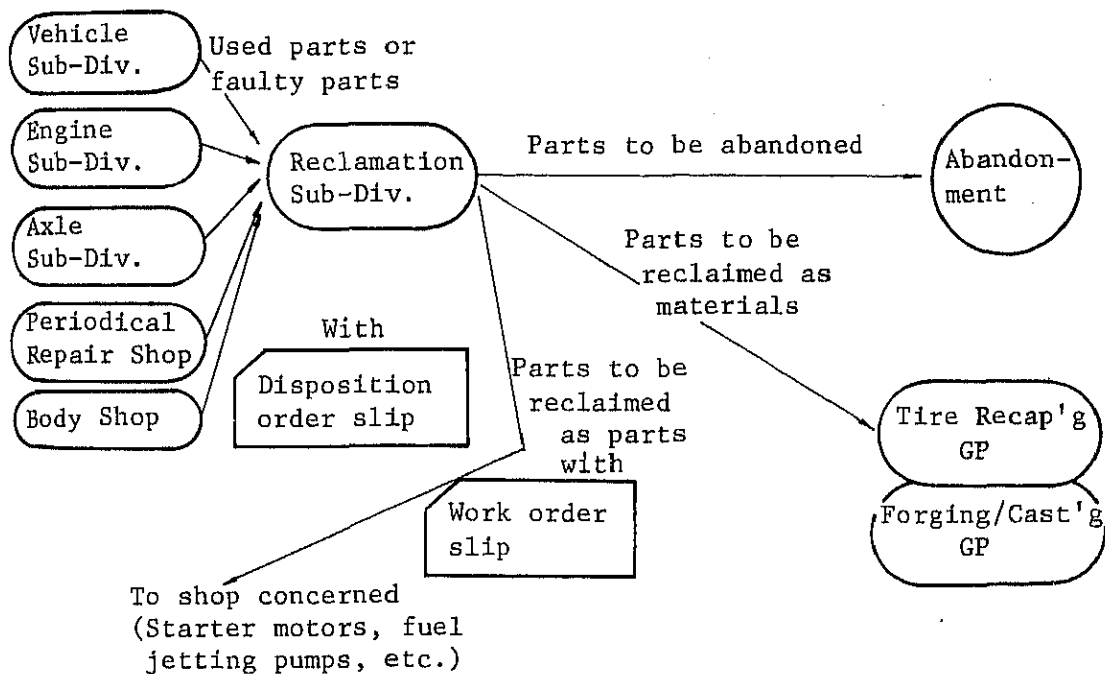 Vehicle
Sub-Div.
Used parts or
faulty parts
Engine
Sub-Div.
Reclamation
Sub-Div.
Parts to be abandoned
Abandon-
ment
Axle
Sub-Div.
Parts to be
reclaimed as
materials
Periodical
Repair Shop
With
Disposition
order slip
Parts to be
reclaimed
as parts
with
Body Shop
Tire Recap'g
GP
Work order
slip
Forging/Cast'g
GP
To shop concerned
(Starter motors, fuel
jetting pumps, etc.)